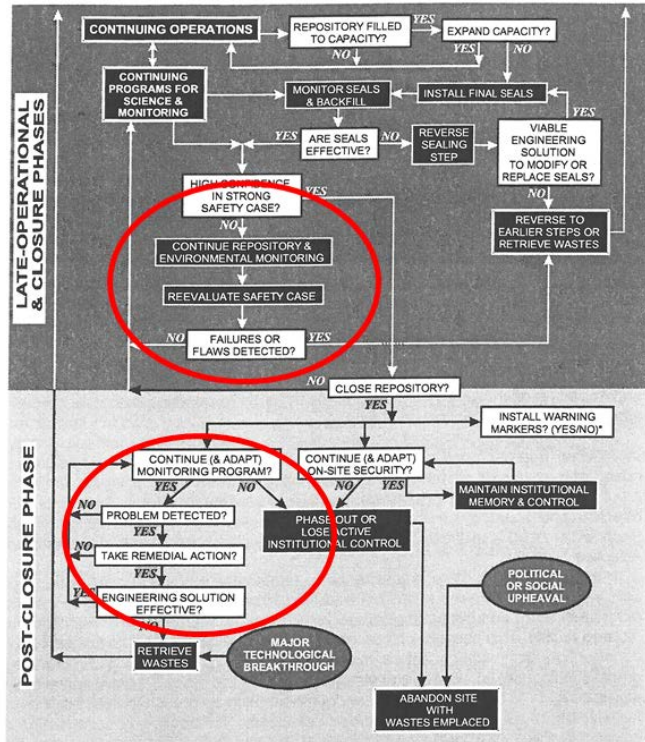 LATE-OPERATIONAL
& CLOSURE PHASES
CONTINUING OPERATIONS
REPOSITORY FILLED
TO CAPACITY?
YES
EXPAND CAPACITY?
NO
YES
NO
CONTINUING
PROGRAMS FOR
SCIENCE &
MONITORING
MONITOR SEALS
& BACKFILL
INSTALL FINAL SEALS
YES
ARE SEALS
EFFECTIVE?
NO
REVERSE
SEALING
STEP
YES
VIABLE
ENGINEERING
SOLUTION
TO MODIFY OR
REPLACE SEALS?
HIGH CONFIDENCE
IN STRONG
SAFETY CASE?
YES
NO
NO
REVERSE TO
EARLIER STEPS OR
RETRIEVE WASTES
CONTINUE REPOSITORY &
ENVIRONMENTAL MONITORING
REEVALUATE SAFETY CASE
NO
FAILURES OR
FLAWS DETECTED?
YES
NO
CLOSE REPOSITORY?
YES
POST-CLOSURE PHASE
INSTALL WARNING
MARKERS? (YES/NO)*
CONTINUE (& ADAPT)
MONITORING PROGRAM?
CONTINUE (& ADAPT)
ON-SITE SECURITY?
YES
NO
NO
YES
MAINTAIN INSTITUTIONAL
MEMORY & CONTROL
NO
PROBLEM DETECTED?
YES
PHASE OUT OR
LOSE ACTIVE
INSTITUTIONAL CONTROL
NO
TAKE REMEDIAL ACTION?
YES
YES
ENGINEERING SOLUTION
EFFECTIVE?
NO
POLITICAL
OR SOCIAL
UPHEAVAL
RETRIEVE
WASTES
MAJOR
TECHNOLOGICAL
BREAKTHROUGH
ABANDON SITE
WITH
WASTES EMPLACED